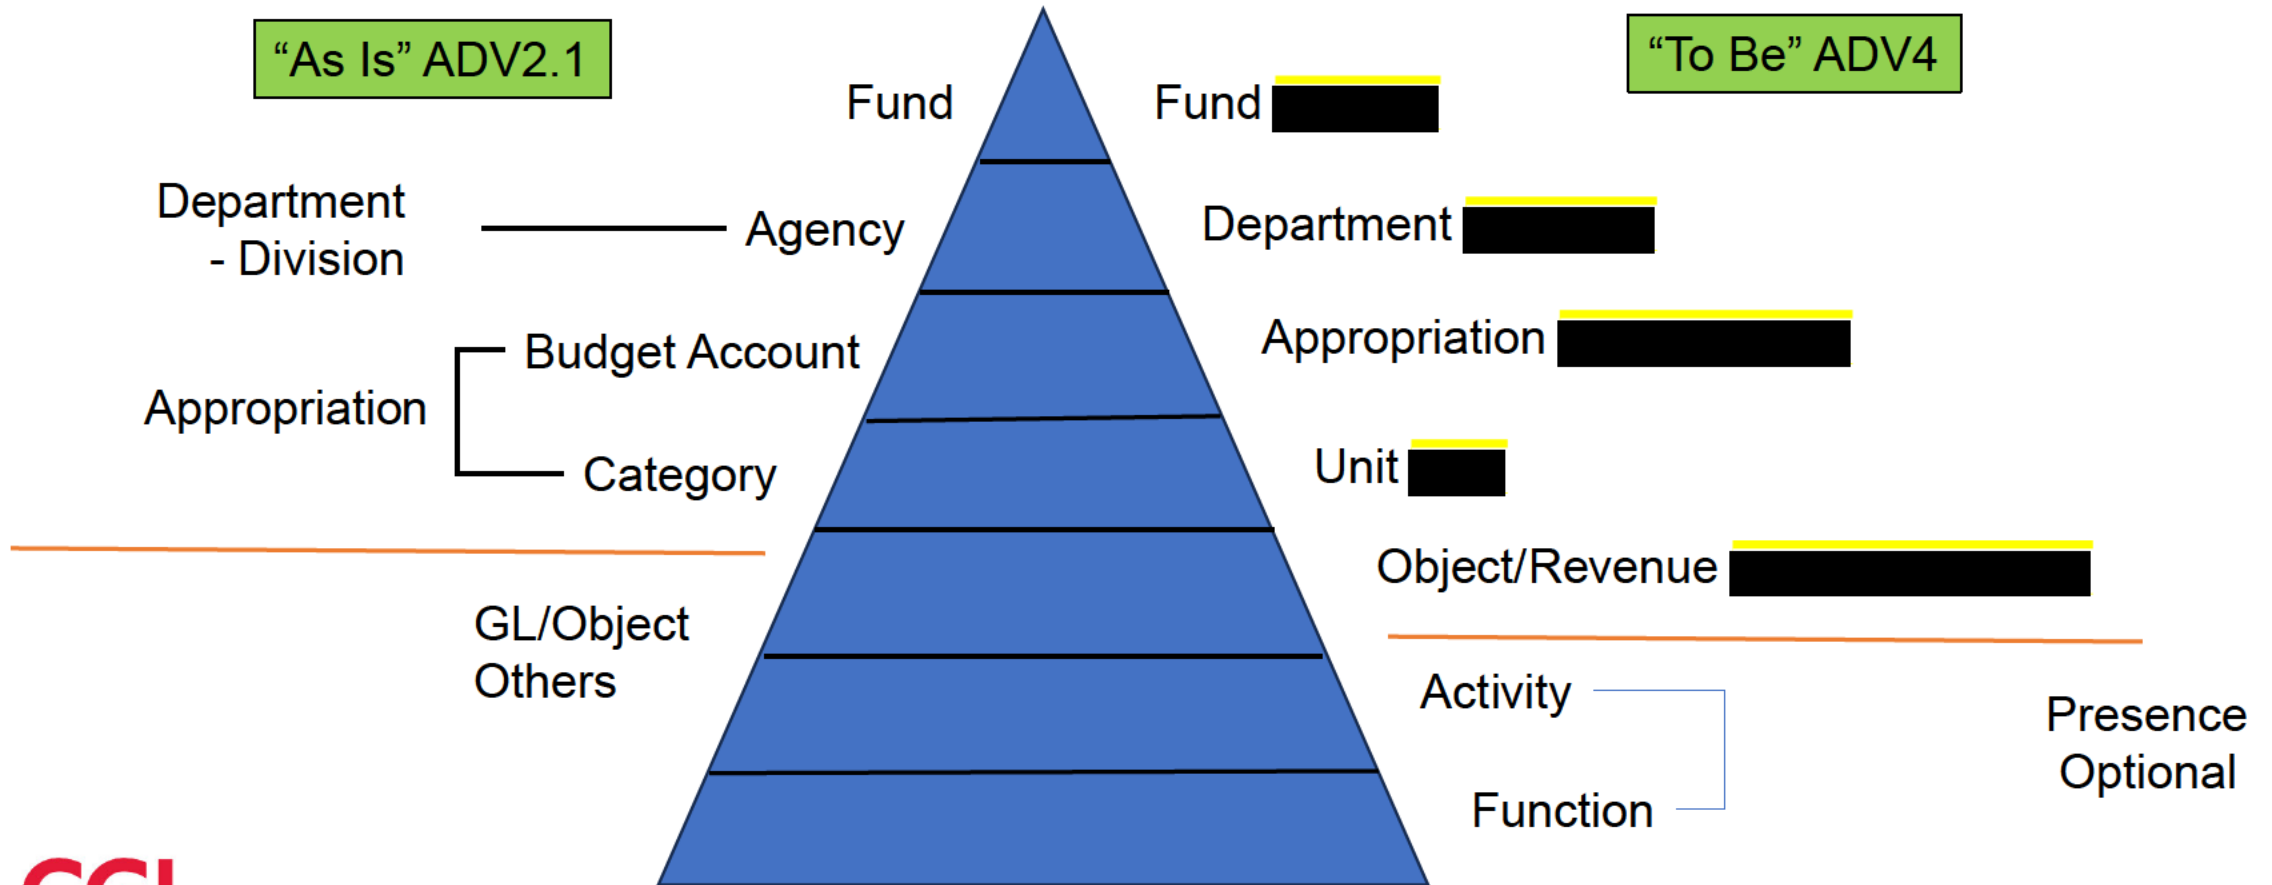 “As Is” ADV2.1
Fund
Department
- Division
Agency
Budget Account
Appropriation
Category
GL/Object
Others
“To Be” ADV4
Fund
Department
Appropriation
Unit
Object/Revenue
Activity
Function
Presence
Optional